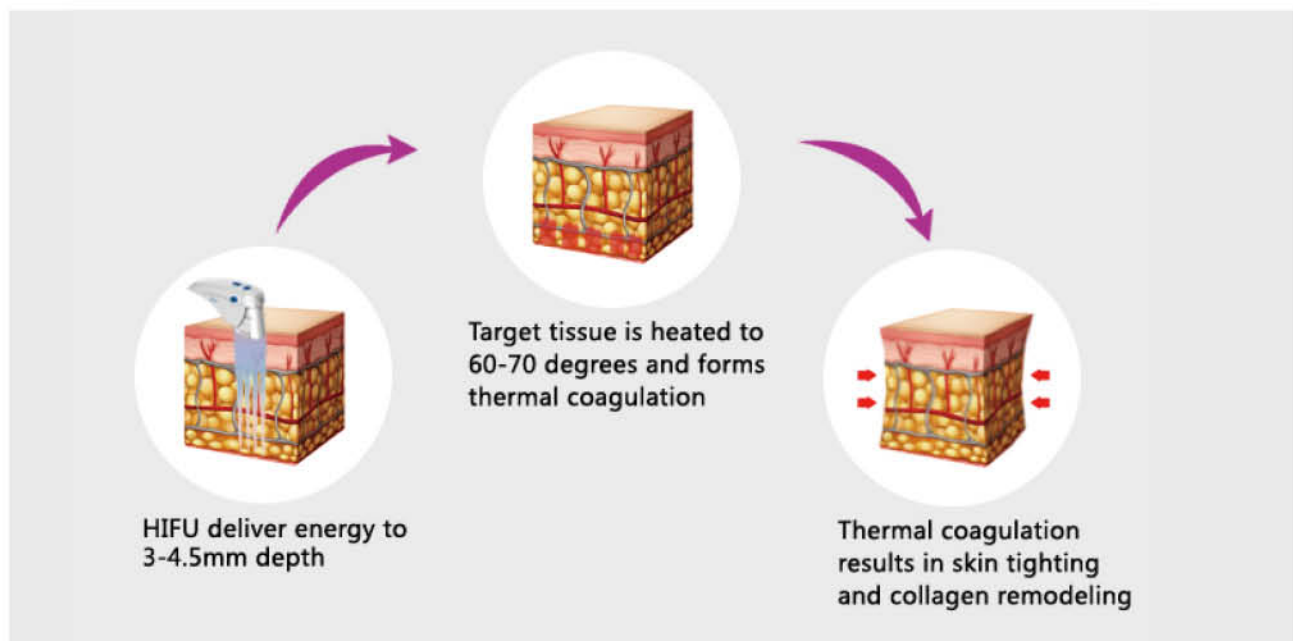 HIFU deliver energy to
3-4.5mm depth
Target tissue is heated to
60-70 degrees and forms
thermal coagulation
Thermal coagulation
results in skin tighting
and collagen remodeling